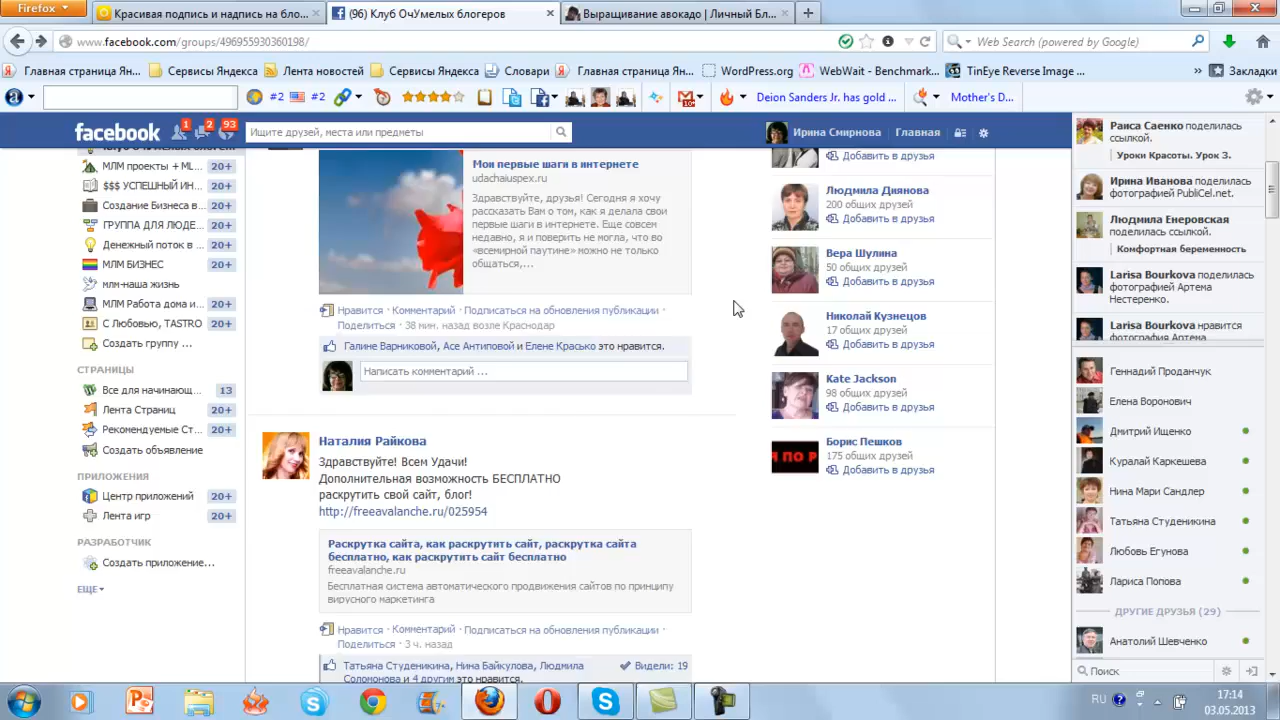 Firefox
Красивая подпись и надпись на бло...
(96) Клуб ОчУмелых блогеров
Выращивание авокадо | Личный Бл...
www.facebook.com/groups/496955930360198/
Web Search (powered by Google)
Главная страница Ян...
Сервисы Яндекса
Лента новостей
Сервисы Яндекса
Словари
Главная страница Ян...
WordPress.org
WebWait - Benchmark...
TinEye Reverse Image ...
Закладки
#2
#2
Deion Sanders Jr. has gold ...
Mother's D...
facebook
1
2
93
Ищите друзей, места или предметы
Ирина Смирнова
Главная
МЛМ проекты + МL... 20+
$$$ УСПЕШНЫЙ ИН... 20+
Создание Бизнеса в... 20+
ГРУППА ДЛЯ ЛЮДЕ... 20+
Денежный поток в ... 20+
МЛМ БИЗНЕС 20+
млм-наша жизнь
МЛМ Работа дома и... 20+
С Любовью, TASTRO 20+
Создать группу ...
СТРАНИЦЫ
Все для начинающ... 13
Лента Страниц 20+
Рекомендуемые Ст... 20+
Создать объявление
ПРИЛОЖЕНИЯ
Центр приложений 20+
Лента игр 20+
РАЗРАБОТЧИК
Создать приложение...
ЕЩЕ
Мои первые шаги в интернете
udachaiuspex.ru
Здравствуйте, друзья! Сегодня я хочу
рассказать Вам о том, как я делала свои
первые шаги в интернете. Еще совсем
недавно, я и поверить не могла, что во
«всемирной паутине» можно не только
общаться,...
Нравится · Комментарий · Подписаться на обновления публикации ·
Поделиться · 38 мин. назад возле Краснодар
Галине Варниковой, Асе Антиповой и Елене Красько это нравится.
Написать комментарий ...
Наталия Райкова
Здравствуйте! Всем Удачи!
Дополнительная возможность БЕСПЛАТНО
раскрутить свой сайт, блог!
http://freeavalanche.ru/025954
Раскрутка сайта, как раскрутить сайт, раскрутка сайта
бесплатно, как раскрутить сайт бесплатно
freeavalanche.ru
Бесплатная система автоматического продвижения сайтов по принципу
вирусного маркетинга
Нравится · Комментарий · Подписаться на обновления публикации ·
Поделиться · 3 ч. назад
Татьяна Студеникина, Нина Байкулова, Людмила
Соломонова и 4 другим это нравится.
Видели: 19
Добавить в друзья
Людмила Диянова
200 общих друзей
Добавить в друзья
Вера Шулина
50 общих друзей
Добавить в друзья
Николай Кузнецов
17 общих друзей
Добавить в друзья
Kate Jackson
98 общих друзей
Добавить в друзья
Я ПО Р
Борис Пешков
175 общих друзей
Добавить в друзья
Раиса Саенко поделилась
ссылкой.
Уроки Красоты. Урок 3.
Ирина Иванова поделилась
фотографией PubliCel.net.
Людмила Енеровская
поделилась ссылкой.
Комфортная беременность
Larisa Bourkova поделилась
фотографией Артема
Нестеренко.
Larisa Bourkova нравится
фотография Артема
Геннадий Проданчук
Елена Воронович
Дмитрий Ищенко
Куралай Каркешева
Нина Мари Сандлер
Татьяна Студеникина
Любовь Егунова
Лариса Попова
ДРУГИЕ ДРУЗЬЯ (29)
Анатолий Шевченко
Поиск
RU
17:14
03.05.2013